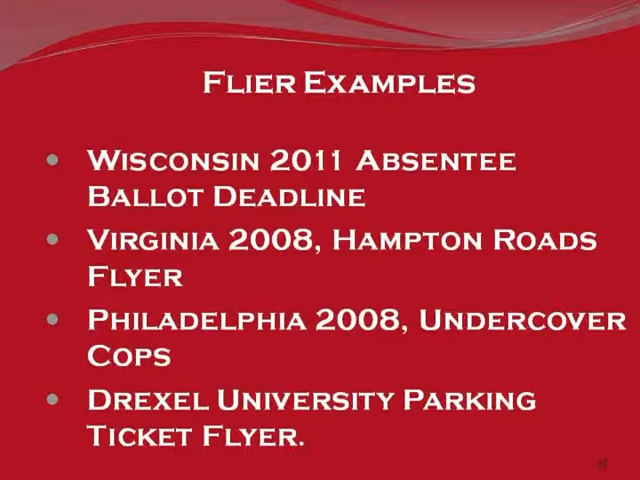 Flier Examples
• Wisconsin 2011 Absentee
Ballot Deadline
• Virginia 2008, Hampton Roads
Flyer
• Philadelphia 2008, Undercover
Cops
• Drexel University Parking
Ticket Flyer.